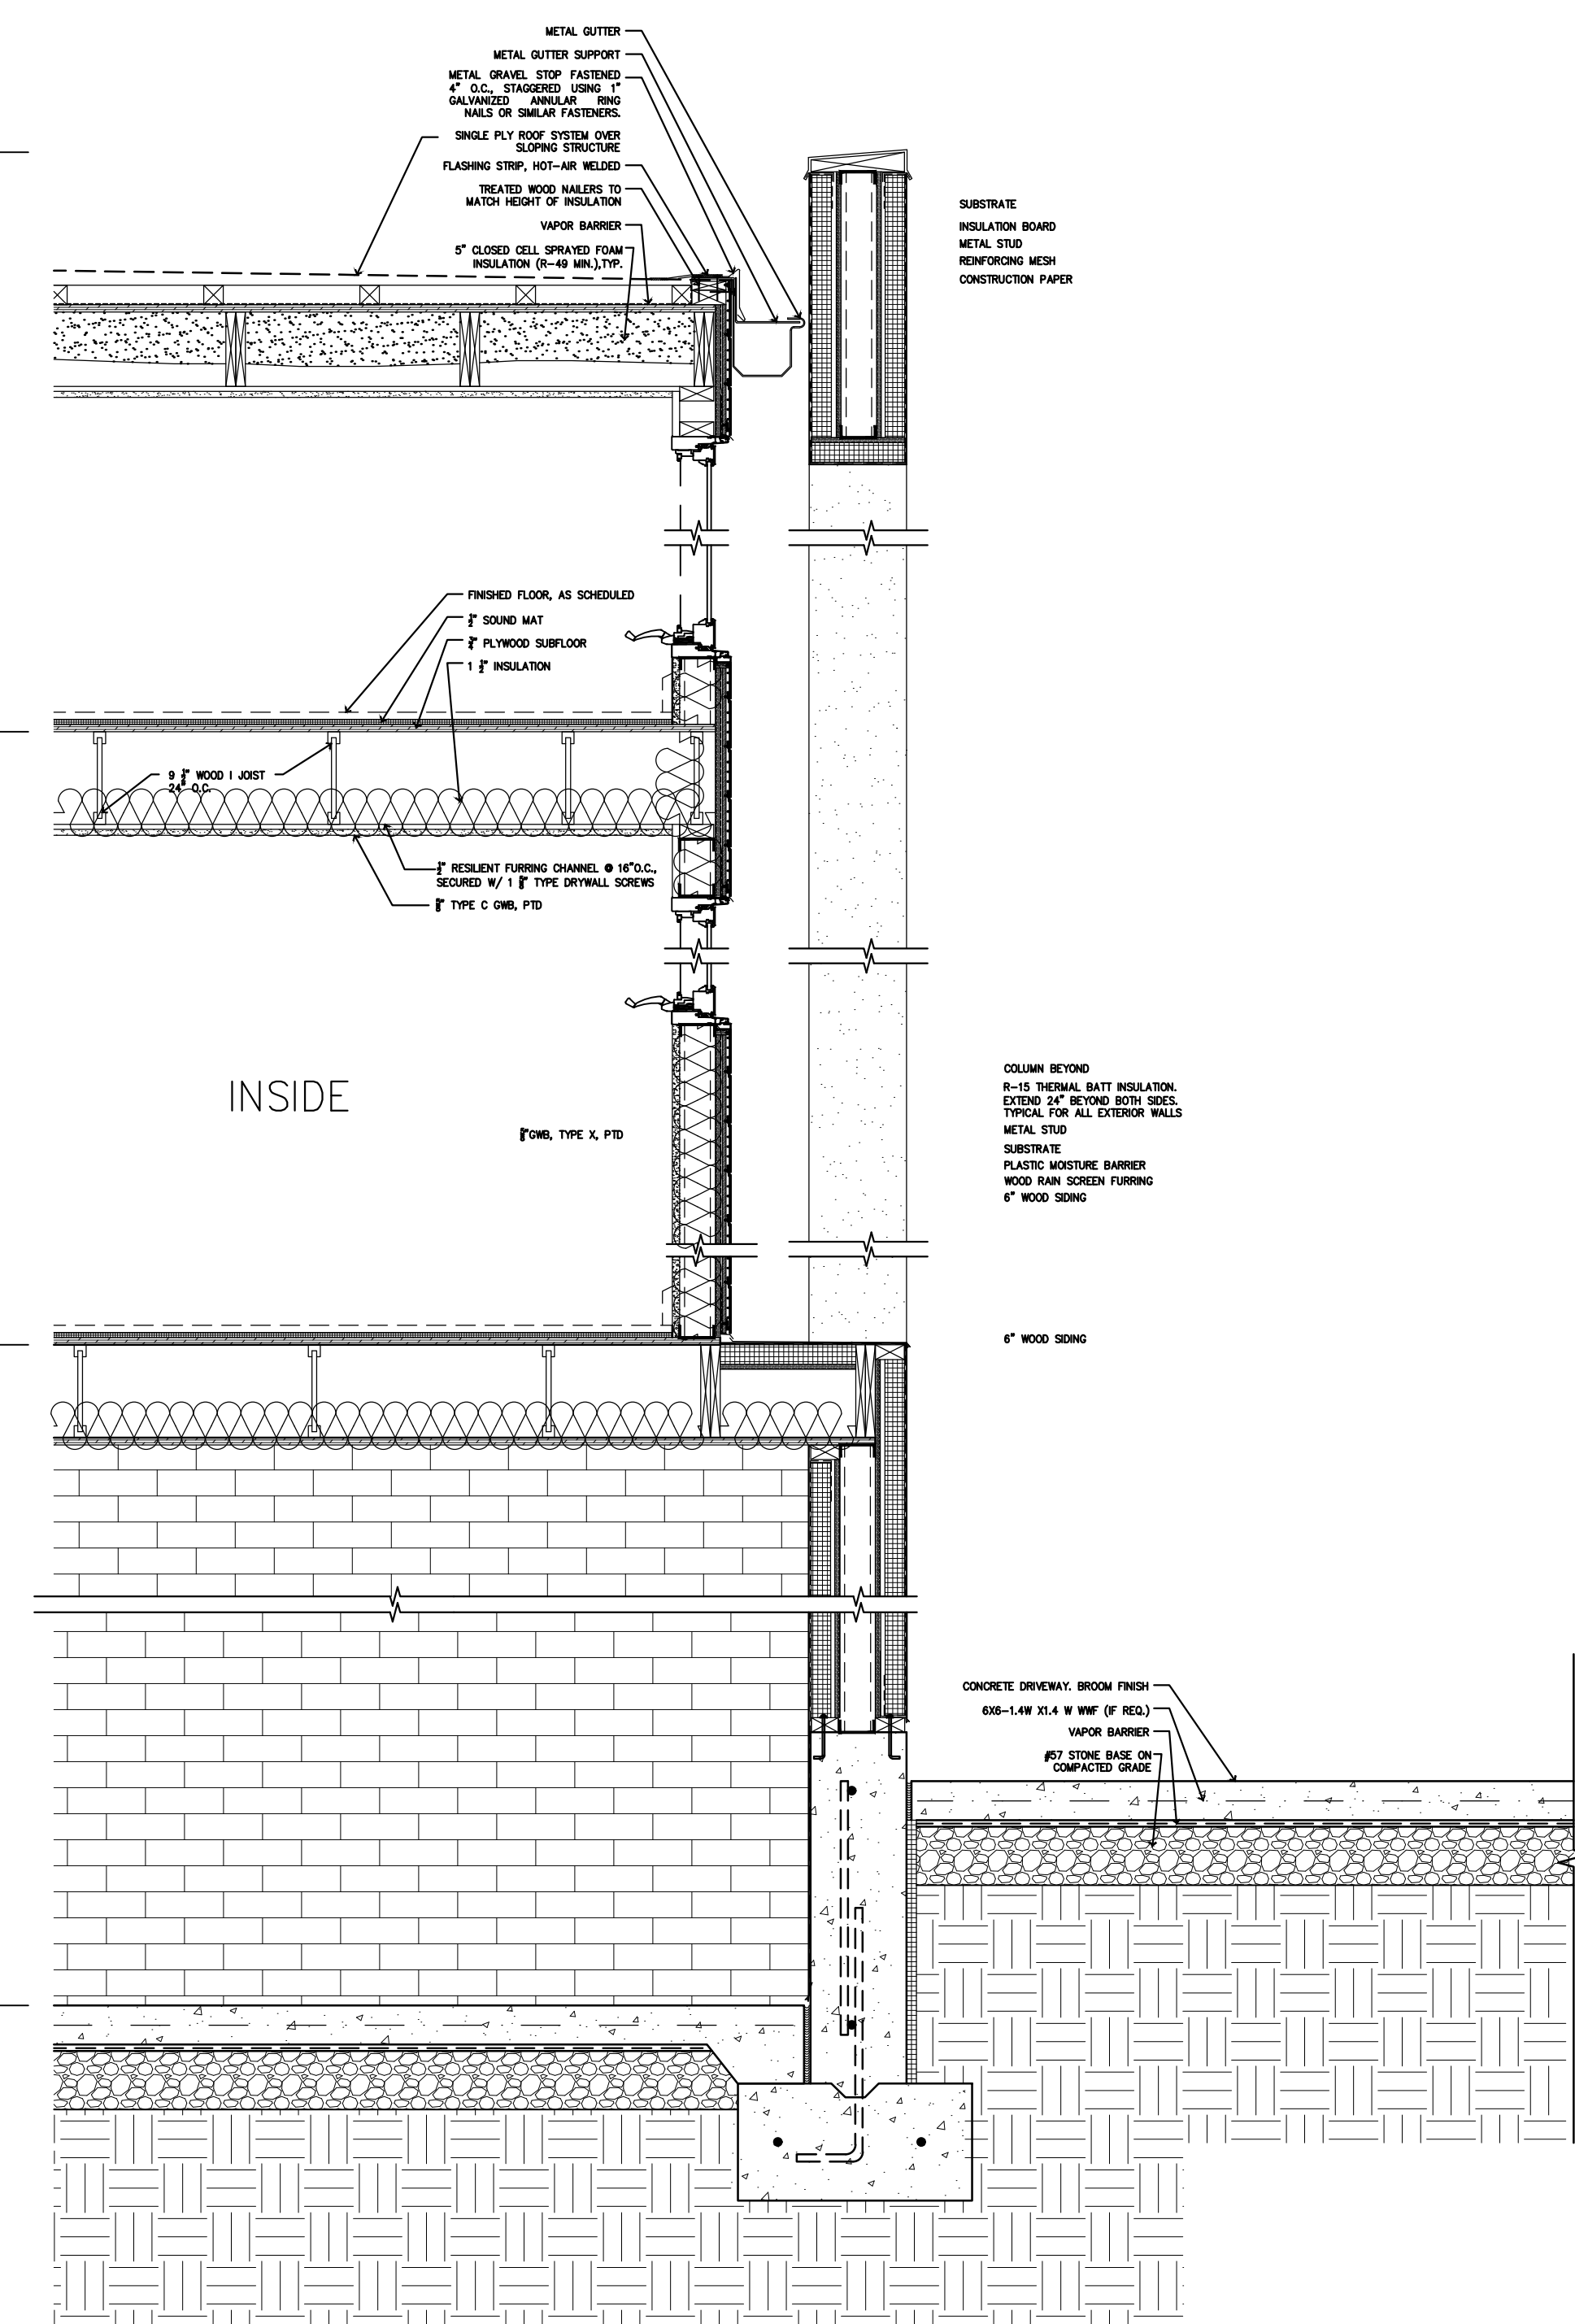 METAL GUTTER
METAL GUTTER SUPPORT
METAL GRAVEL STOP FASTENED
4" O.C., STAGGERED USING 1"
GALVANIZED ANNULAR RING
NAILS OR SIMILAR FASTENERS.
SINGLE PLY ROOF SYSTEM OVER
SLOPING STRUCTURE
FLASHING STRIP, HOT-AIR WELDED
TREATED WOOD NAILERS TO
MATCH HEIGHT OF INSULATION
VAPOR BARRIER
5" CLOSED CELL SPRAYED FOAM
INSULATION (R-49 MIN.),TYP.
SUBSTRATE
INSULATION BOARD
METAL STUD
REINFORCING MESH
CONSTRUCTION PAPER
FINISHED FLOOR, AS SCHEDULED
½" SOUND MAT
¾" PLYWOOD SUBFLOOR
1 ½" INSULATION
9 ½" WOOD I JOIST
24" O.C.
½" RESILIENT FURRING CHANNEL @ 16"O.C.,
SECURED W/ 1 ⅝" TYPE DRYWALL SCREWS
⅝" TYPE C GWB, PTD
INSIDE
⅝"GWB, TYPE X, PTD
COLUMN BEYOND
R-15 THERMAL BATT INSULATION.
EXTEND 24" BEYOND BOTH SIDES.
TYPICAL FOR ALL EXTERIOR WALLS
METAL STUD
SUBSTRATE
PLASTIC MOISTURE BARRIER
WOOD RAIN SCREEN FURRING
6" WOOD SIDING
6" WOOD SIDING
CONCRETE DRIVEWAY. BROOM FINISH
6X6-1.4W X1.4 W WWF (IF REQ.)
VAPOR BARRIER
#57 STONE BASE ON
COMPACTED GRADE